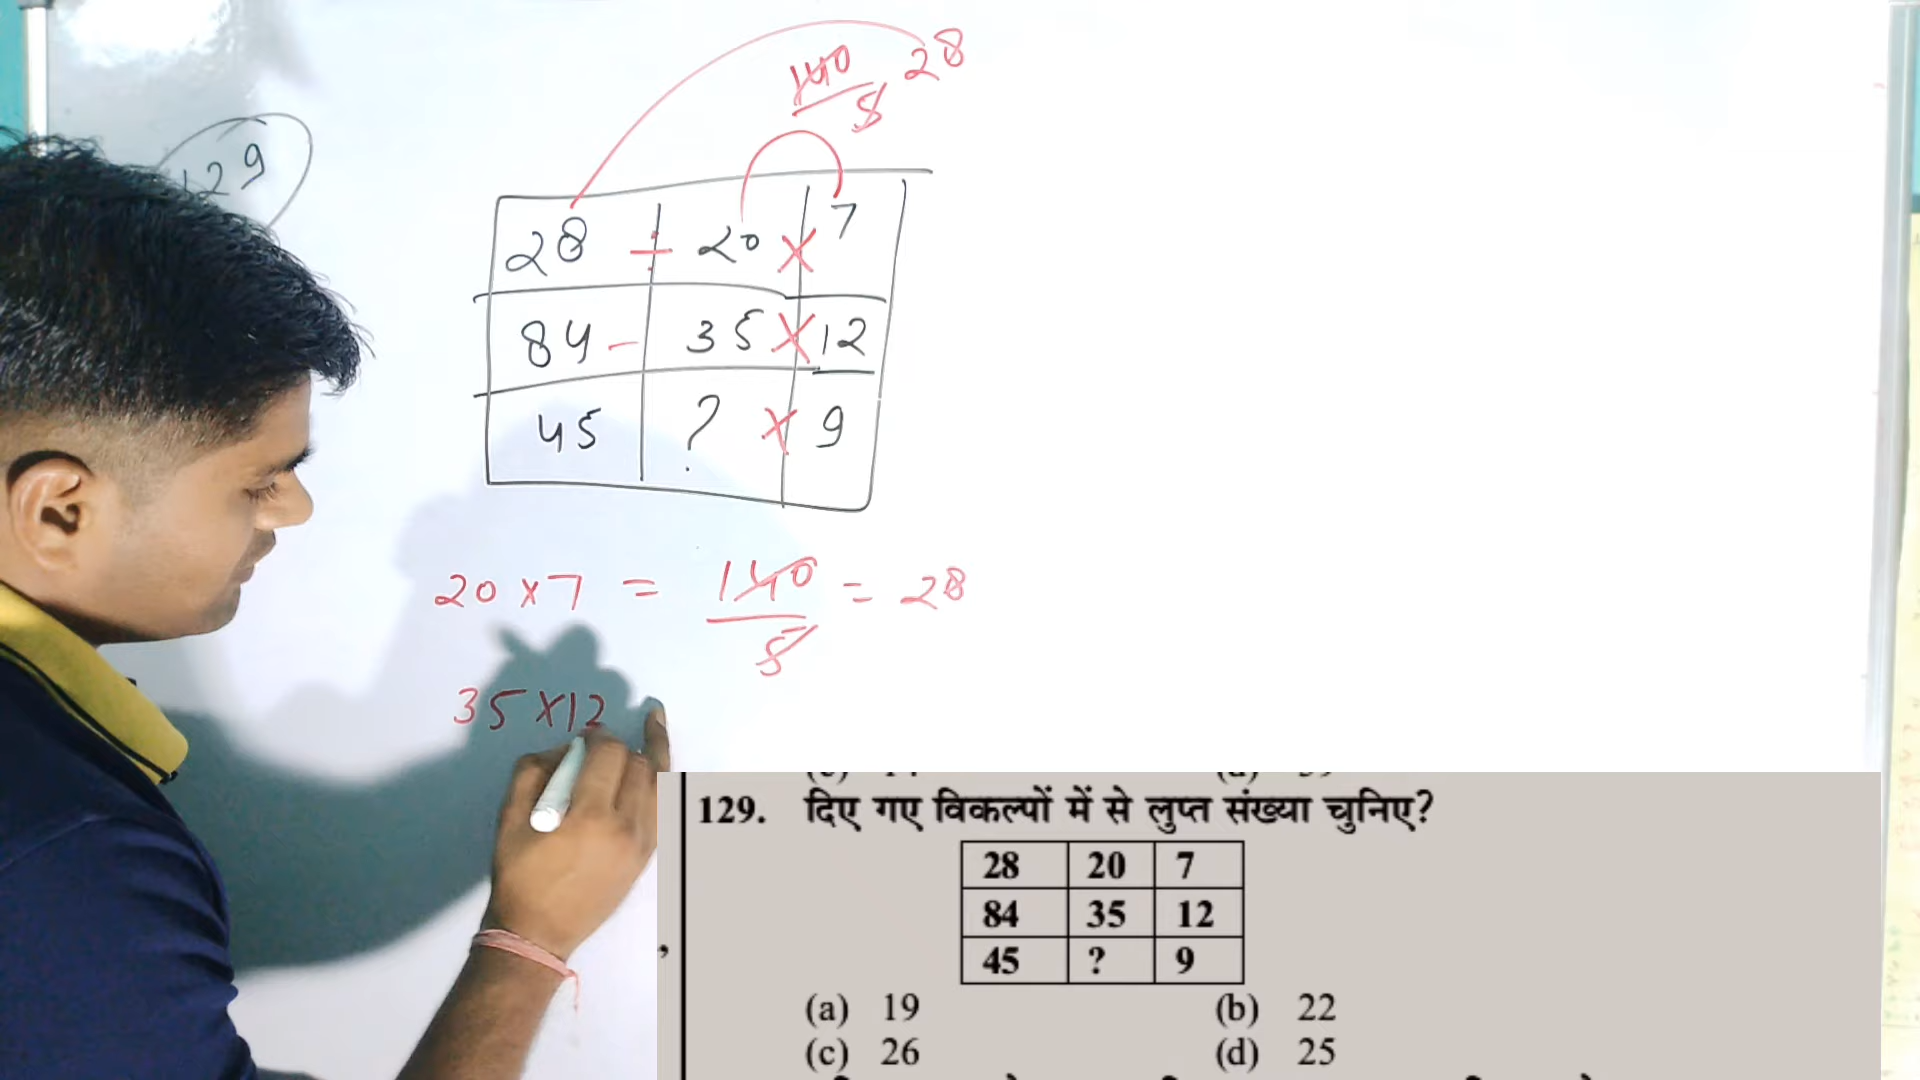 140
5 28
129
28 ÷ 20 × 7
84 - 35 × 12
45 ? × 9
20 × 7 = 140/5 = 28
35 × 12
129. दिए गए विकल्पों में से लुप्त संख्या चुनिए?
28 20 7
84 35 12
45 ? 9
(a) 19 (b) 22
(c) 26 (d) 25